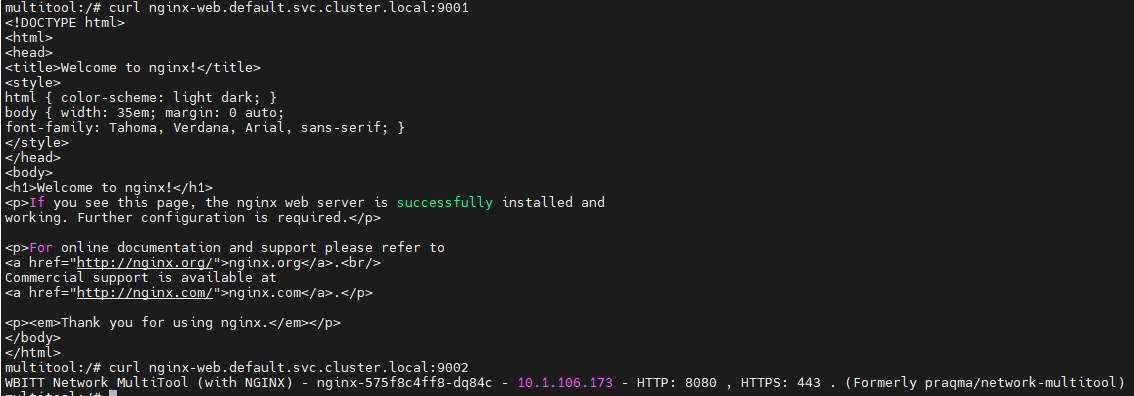 multitool:/# curl nginx-web.default.svc.cluster.local:9001
<!DOCTYPE html>
<html>
<head>
<title>Welcome to nginx!</title>
<style>
html { color-scheme: light dark; }
body { width: 35em; margin: 0 auto;
font-family: Tahoma, Verdana, Arial, sans-serif; }
</style>
</head>
<body>
<h1>Welcome to nginx!</h1>
<p>If you see this page, the nginx web server is successfully installed and
working. Further configuration is required.</p>

<p>For online documentation and support please refer to
<a href="http://nginx.org/">nginx.org</a>.<br/>
Commercial support is available at
<a href="http://nginx.com/">nginx.com</a>.</p>

<p><em>Thank you for using nginx.</em></p>
</body>
</html>
multitool:/# curl nginx-web.default.svc.cluster.local:9002
WBITT Network MultiTool (with NGINX) - nginx-575f8c4ff8-dq84c - 10.1.106.173 - HTTP: 8080 , HTTPS: 443 . (Formerly praqma/network-multitool)
multitool:/#